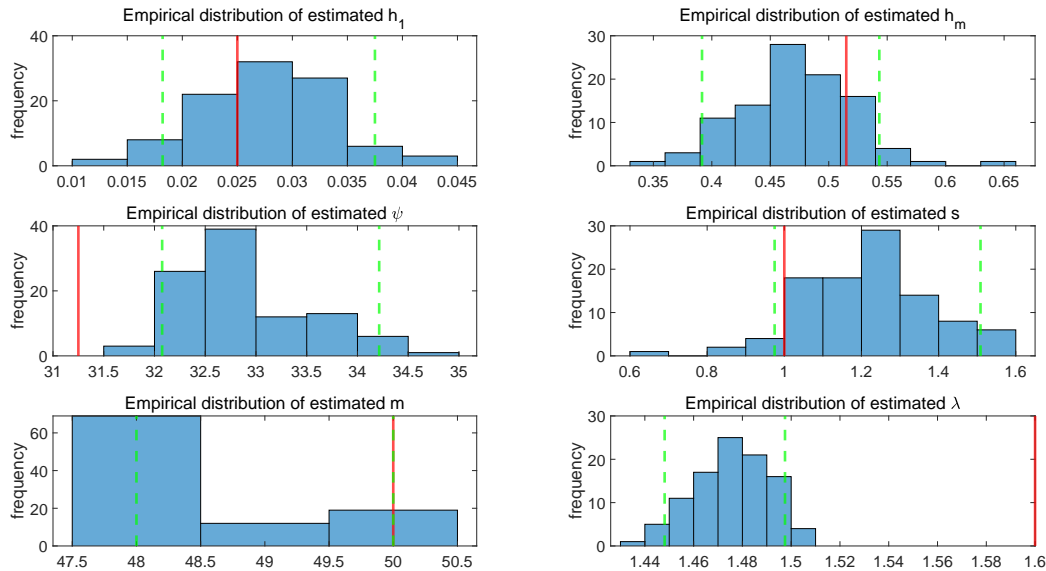 Empirical distribution of estimated h1
frequency
40
20
0
0.01 0.015 0.02 0.025 0.03 0.035 0.04 0.045
Empirical distribution of estimated hm
frequency
30
20
10
0
0.35 0.4 0.45 0.5 0.55 0.6 0.65
Empirical distribution of estimated ψ
frequency
40
20
0
31 31.5 32 32.5 33 33.5 34 34.5 35
Empirical distribution of estimated s
frequency
30
20
10
0
0.6 0.8 1 1.2 1.4 1.6
Empirical distribution of estimated m
frequency
60
40
20
0
47.5 48 48.5 49 49.5 50 50.5
Empirical distribution of estimated λ
frequency
30
20
10
0
1.44 1.46 1.48 1.5 1.52 1.54 1.56 1.58 1.6